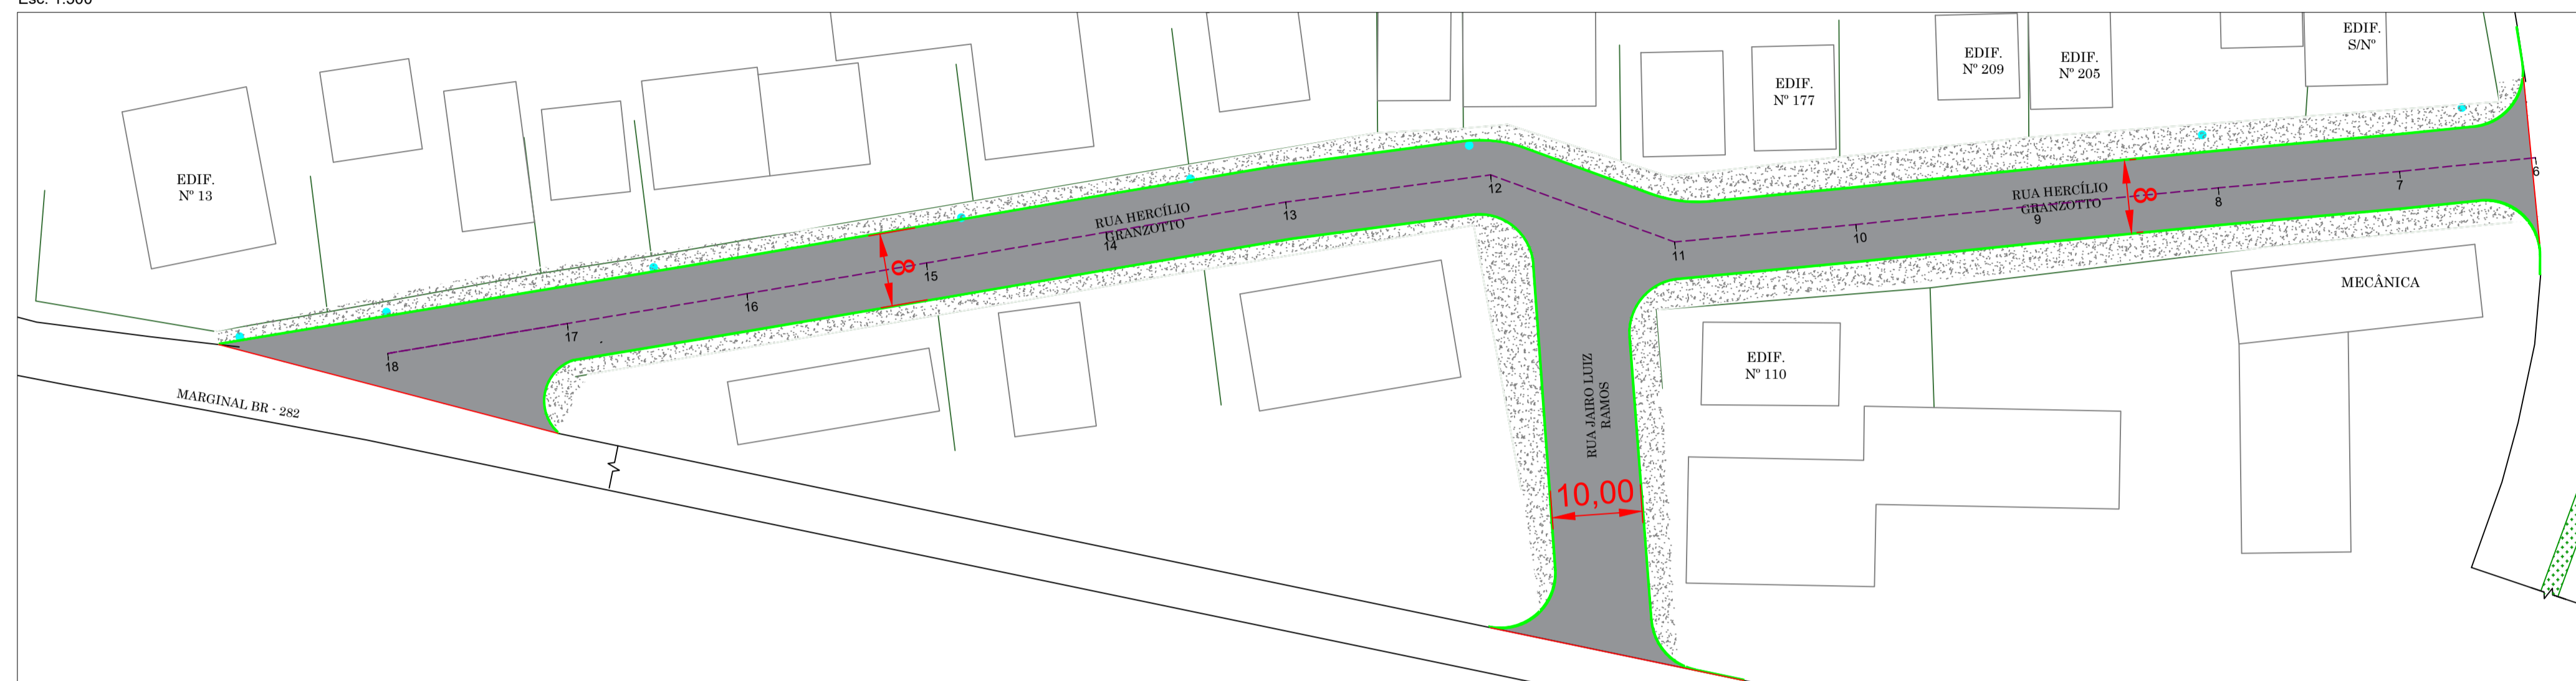 EDIF.
S/Nº
EDIF.
Nº 209
EDIF.
Nº 205
EDIF.
Nº 177
EDIF.
Nº 13
RUA HERCÍLIO
GRANZOTTO
RUA HERCÍLIO
GRANZOTTO
8
8
6
7
8
9
10
11
12
13
14
15
16
17
18
MECÂNICA
EDIF.
Nº 110
RUA JAIRO LUIZ
RAMOS
MARGINAL BR - 282
10,00